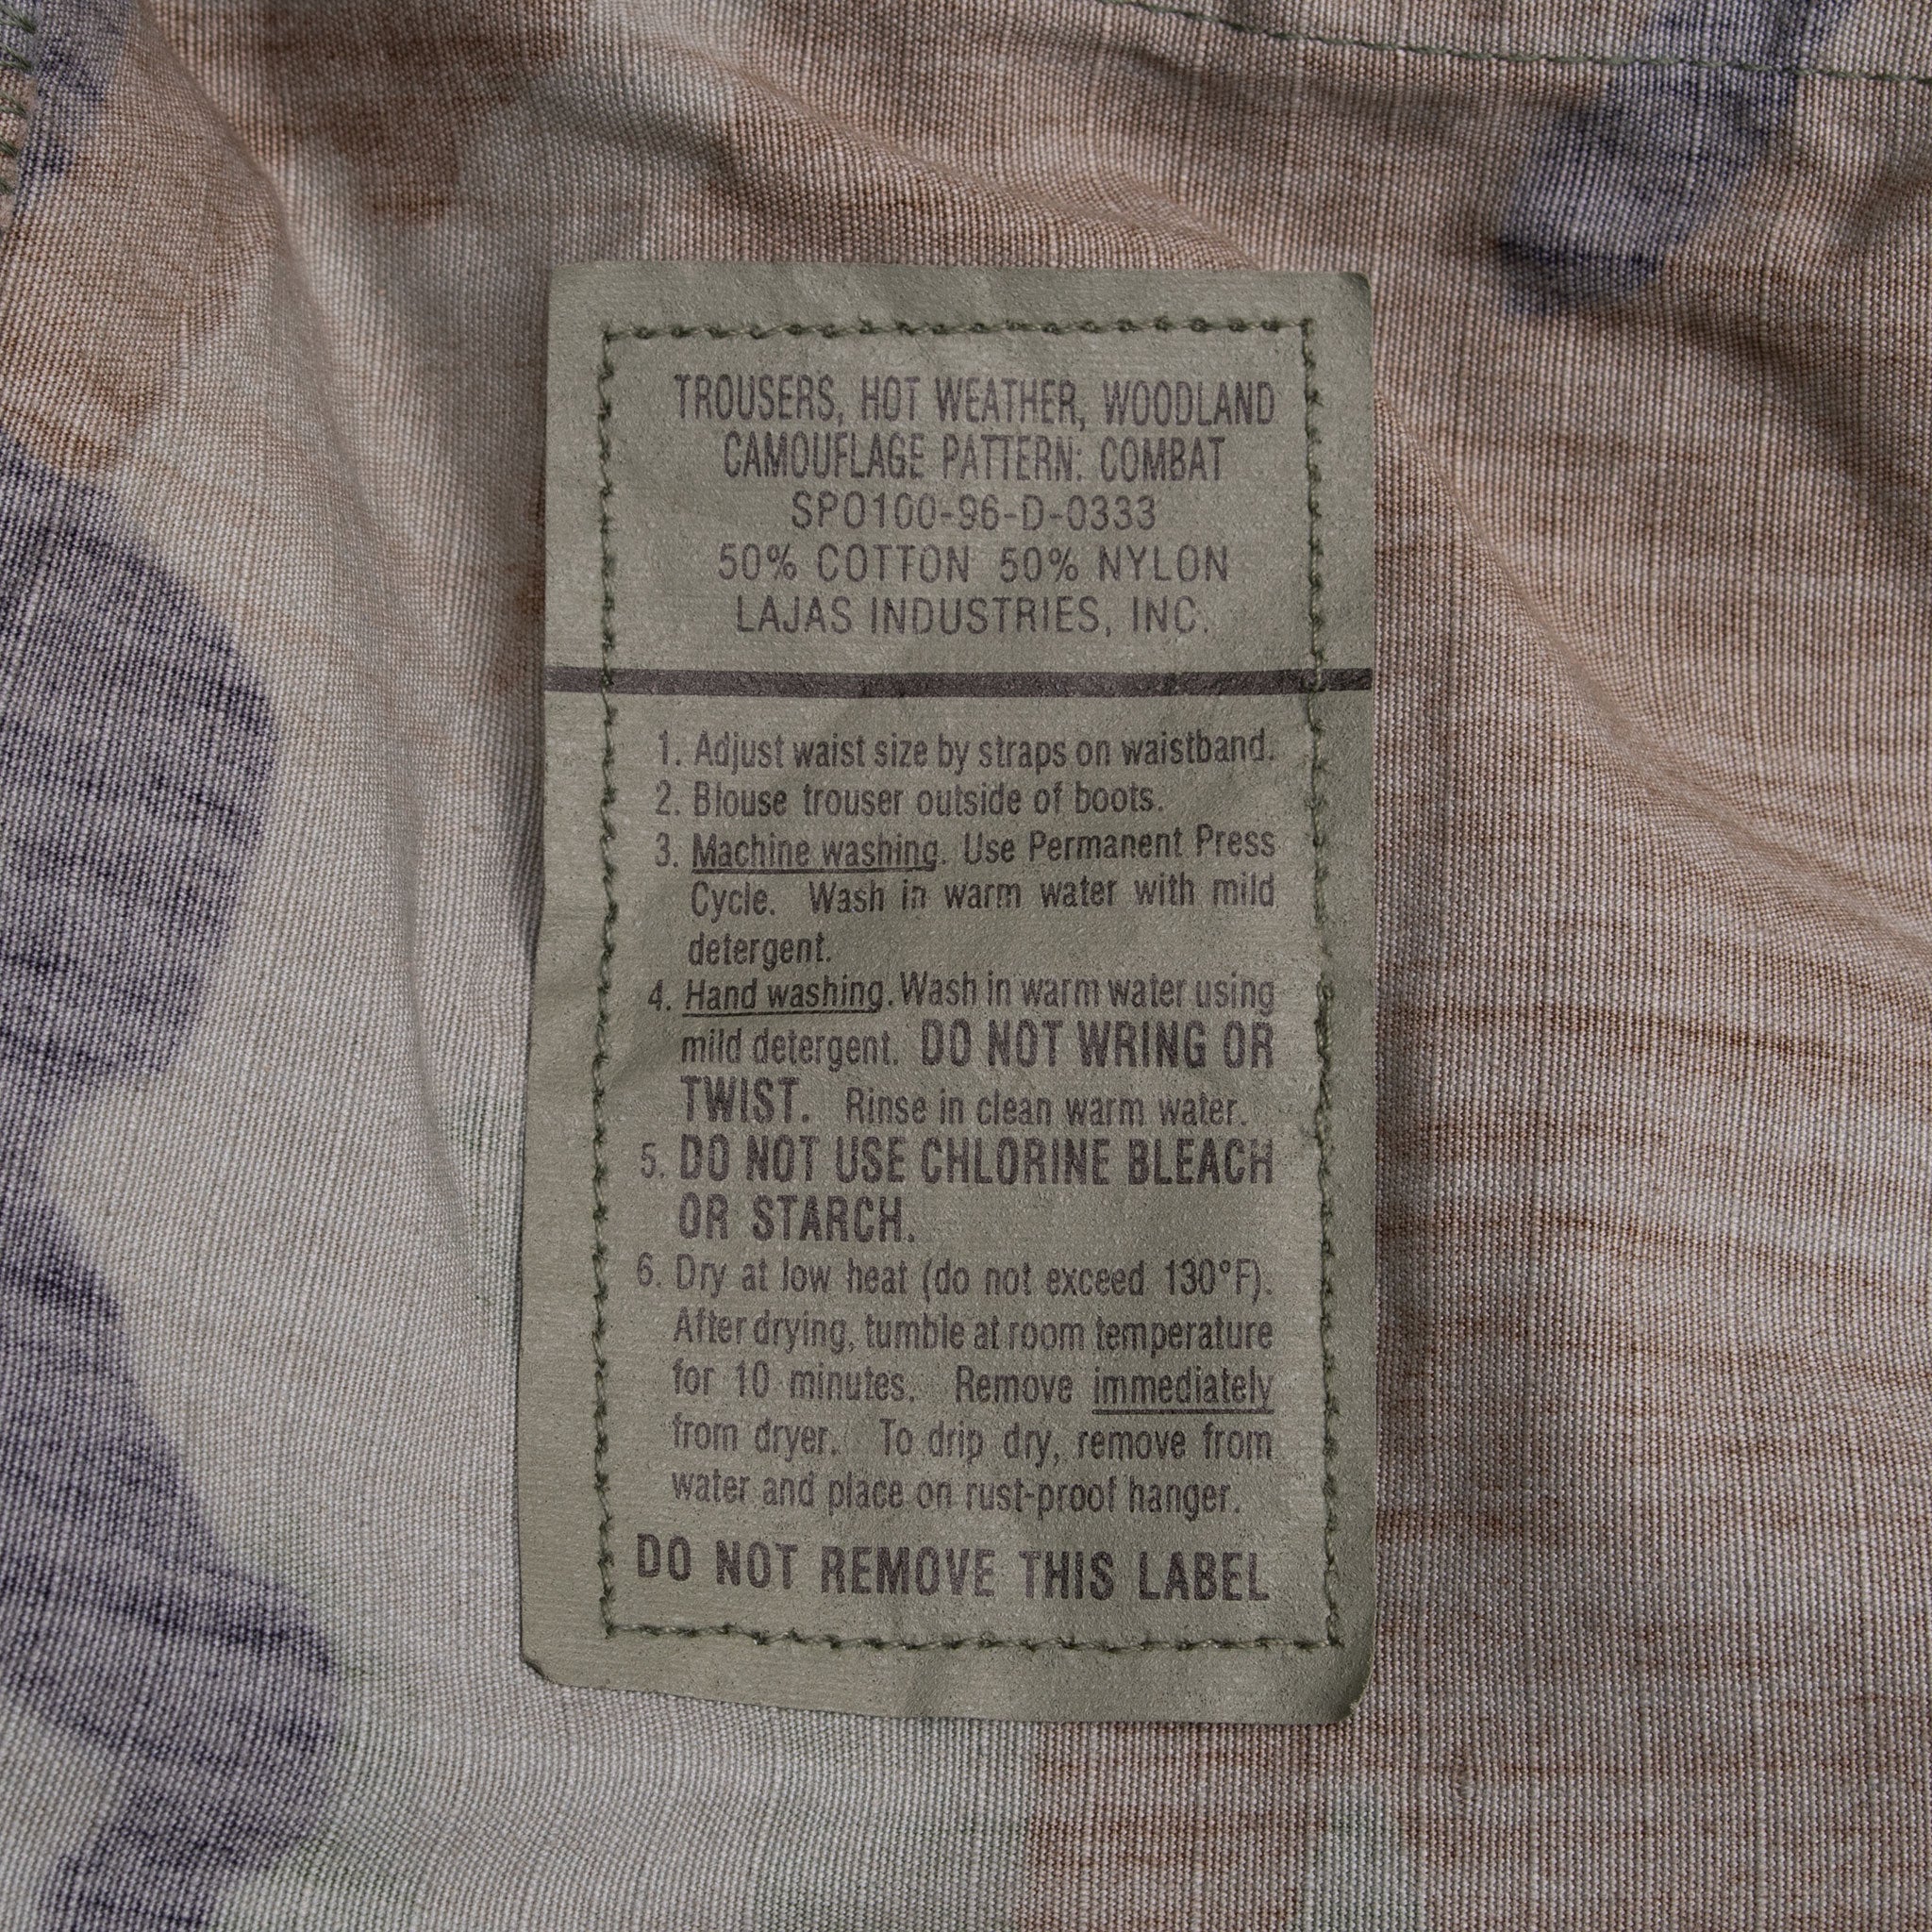 TROUSERS, HOT WEATHER, WOODLAND
CAMOUFLAGE PATTERN: COMBAT
SPO100-96-D-0333
50% COTTON 50% NYLON
LAJAS INDUSTRIES, INC.
1. Adjust waist size by straps on waistband.
2. Blouse trouser outside of boots.
3. Machine washing. Use Permanent Press
Cycle. Wash in warm water with mild
detergent.
4. Hand washing. Wash in warm water using
mild detergent. DO NOT WRING OR
TWIST. Rinse in clean warm water.
5. DO NOT USE CHLORINE BLEACH
OR STARCH.
6. Dry at low heat (do not exceed 130°F).
After drying, tumble at room temperature
for 10 minutes. Remove immediately
from dryer. To drip dry, remove from
water and place on rust-proof hanger.
DO NOT REMOVE THIS LABEL